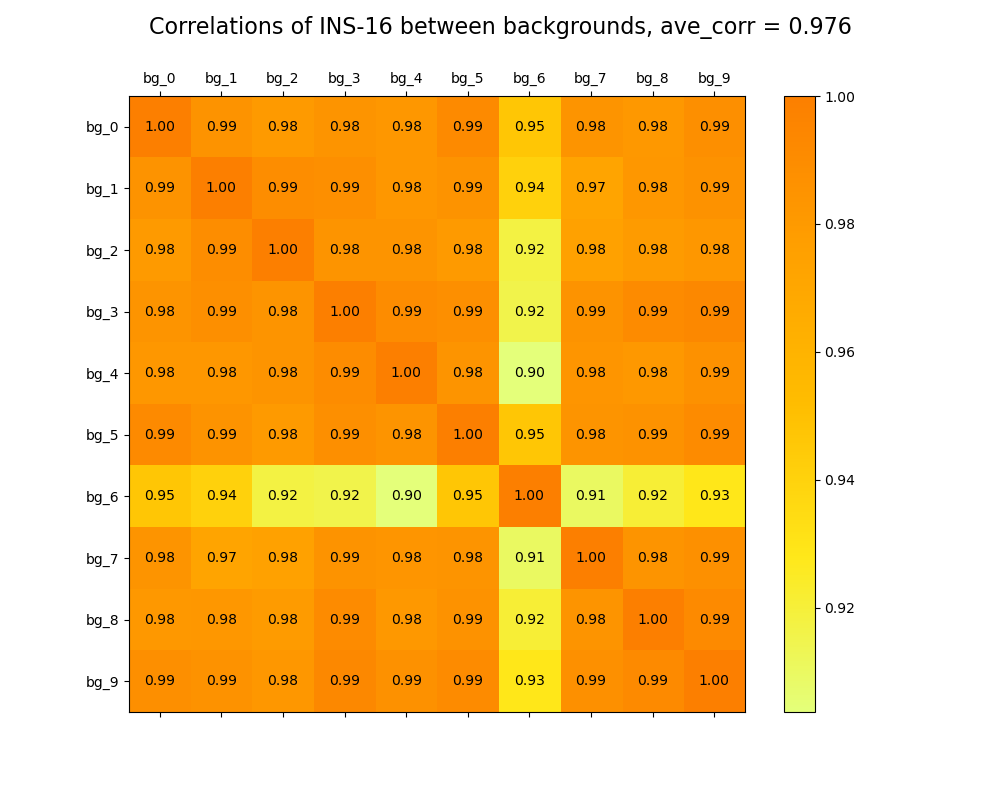 Correlations of INS-16 between backgrounds, ave_corr = 0.976
bg_0 bg_1 bg_2 bg_3 bg_4 bg_5 bg_6 bg_7 bg_8 bg_9
bg_0 1.00 0.99 0.98 0.98 0.98 0.99 0.95 0.98 0.98 0.99
bg_1 0.99 1.00 0.99 0.99 0.98 0.99 0.94 0.97 0.98 0.99
bg_2 0.98 0.99 1.00 0.98 0.98 0.98 0.92 0.98 0.98 0.98
bg_3 0.98 0.99 0.98 1.00 0.99 0.99 0.92 0.99 0.99 0.99
bg_4 0.98 0.98 0.98 0.99 1.00 0.98 0.90 0.98 0.98 0.99
bg_5 0.99 0.99 0.98 0.99 0.98 1.00 0.95 0.98 0.99 0.99
bg_6 0.95 0.94 0.92 0.92 0.90 0.95 1.00 0.91 0.92 0.93
bg_7 0.98 0.97 0.98 0.99 0.98 0.98 0.91 1.00 0.98 0.99
bg_8 0.98 0.98 0.98 0.99 0.98 0.99 0.92 0.98 1.00 0.99
bg_9 0.99 0.99 0.98 0.99 0.99 0.99 0.93 0.99 0.99 1.00
1.00
0.98
0.96
0.94
0.92